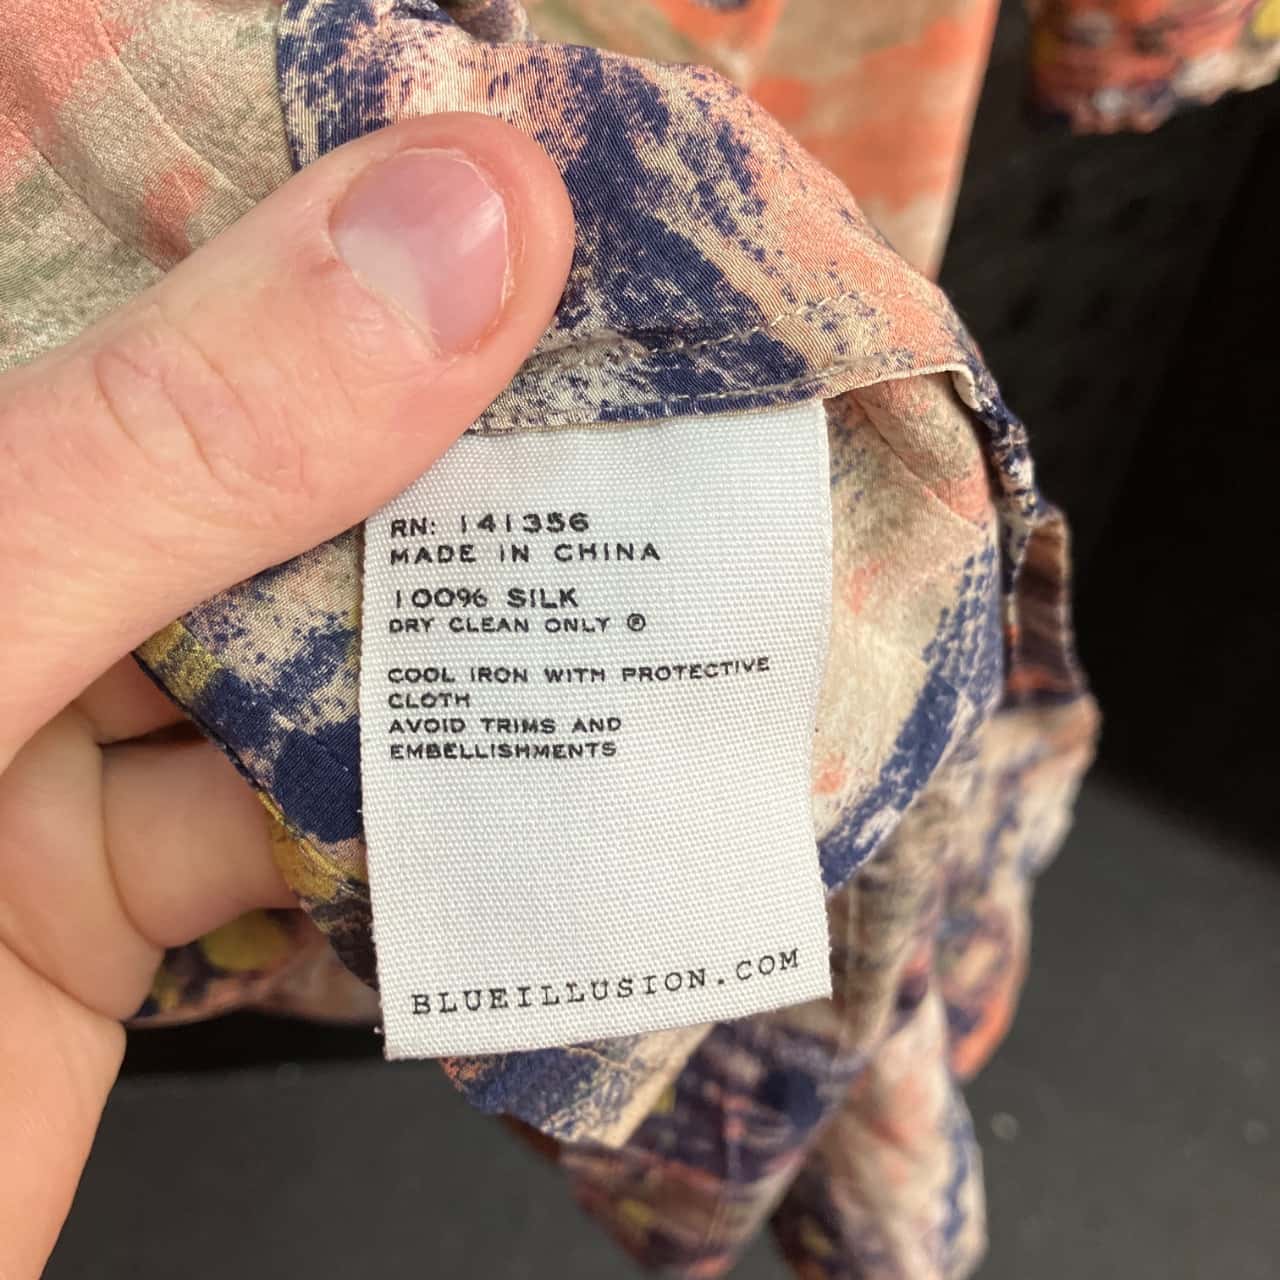 RN: 141356
MADE IN CHINA
100% SILK
DRY CLEAN ONLY ®
COOL IRON WITH PROTECTIVE
CLOTH
AVOID TRIMS AND
EMBELLISHMENTS
BLUEILLUSION.COM